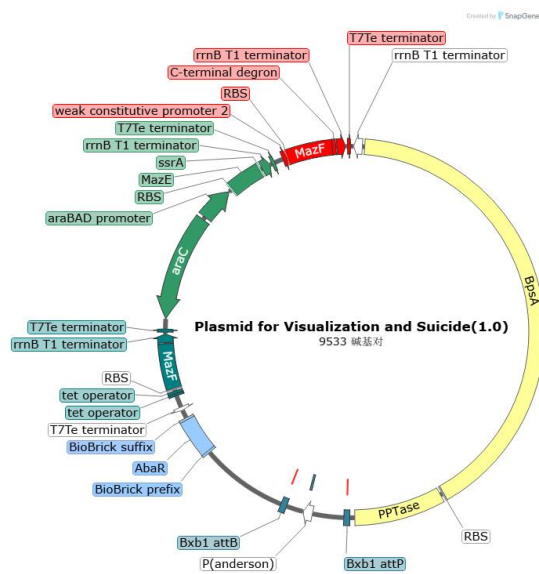 Created by SnapGene
T7Te terminator
rrnB T1 terminator
rrnB T1 terminator
C-terminal degron
RBS
weak constitutive promoter 2
T7Te terminator
rrnB T1 terminator
ssrA
MazE
RBS
araBAD promoter
MazF
araC
BpsA
Plasmid for Visualization and Suicide(1.0)
9533 碱基对
T7Te terminator
rrnB T1 terminator
MazF
RBS
tet operator
tet operator
T7Te terminator
BioBrick suffix
AbaR
BioBrick prefix
Bxb1 attB
P(anderson)
Bxb1 attP
PPTase
RBS